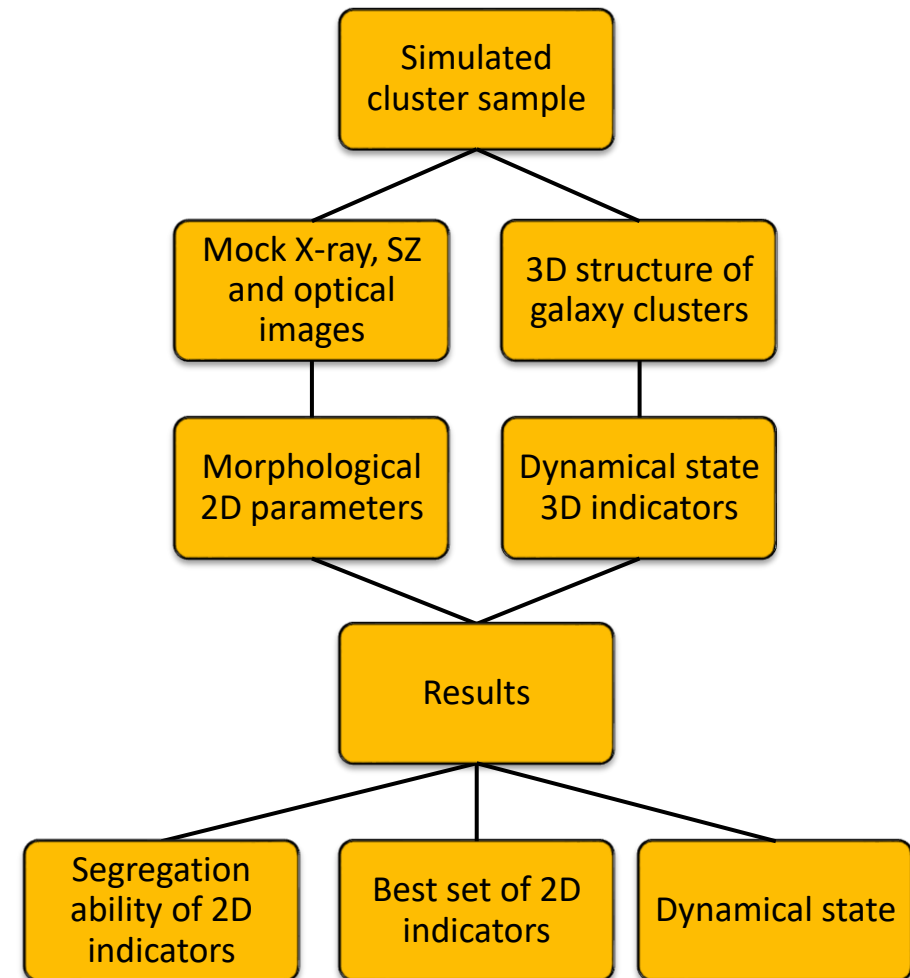 Simulated
cluster sample
Mock X-ray, SZ
and optical
images
3D structure of
galaxy clusters
Morphological
2D parameters
Dynamical state
3D indicators
Results
Segregation
ability of 2D
indicators
Best set of 2D
indicators
Dynamical state